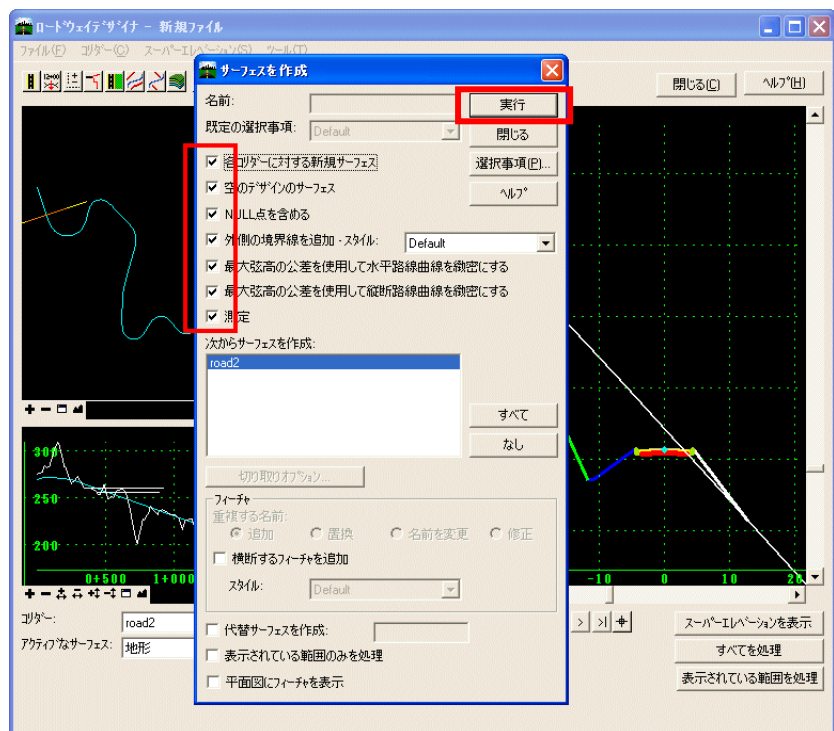 ロードウェイデザイナ - 新規ファイル
ファイル(F) コリダー(C) スーパーエレベーション(S) ツール(T)
閉じる(C) ヘルプ(H)
サーフェスを作成
名前:
実行
既定の選択事項: Default
閉じる
各コリダーに対する新規サーフェス
選択事項(P)...
空のデザインのサーフェス
ヘルプ
NULL点を含める
外側の境界線を追加 - スタイル: Default
最大弦高の公差を使用して水平路線曲線を緻密にする
最大弦高の公差を使用して縦断路線曲線を緻密にする
測定
次からサーフェスを作成:
road2
すべて
なし
切り取りオプション...
フィーチャ
重複する名前:
追加 置換 名前を変更 修正
横断するフィーチャを追加
スタイル: Default
代替サーフェスを作成:
表示されている範囲のみを処理
平面図にフィーチャを表示
300
250
200
0+500 1+000
-10 0 10 20
コリダー: road2
アクティブなサーフェス: 地形
スーパーエレベーションを表示
すべてを処理
表示されている範囲を処理